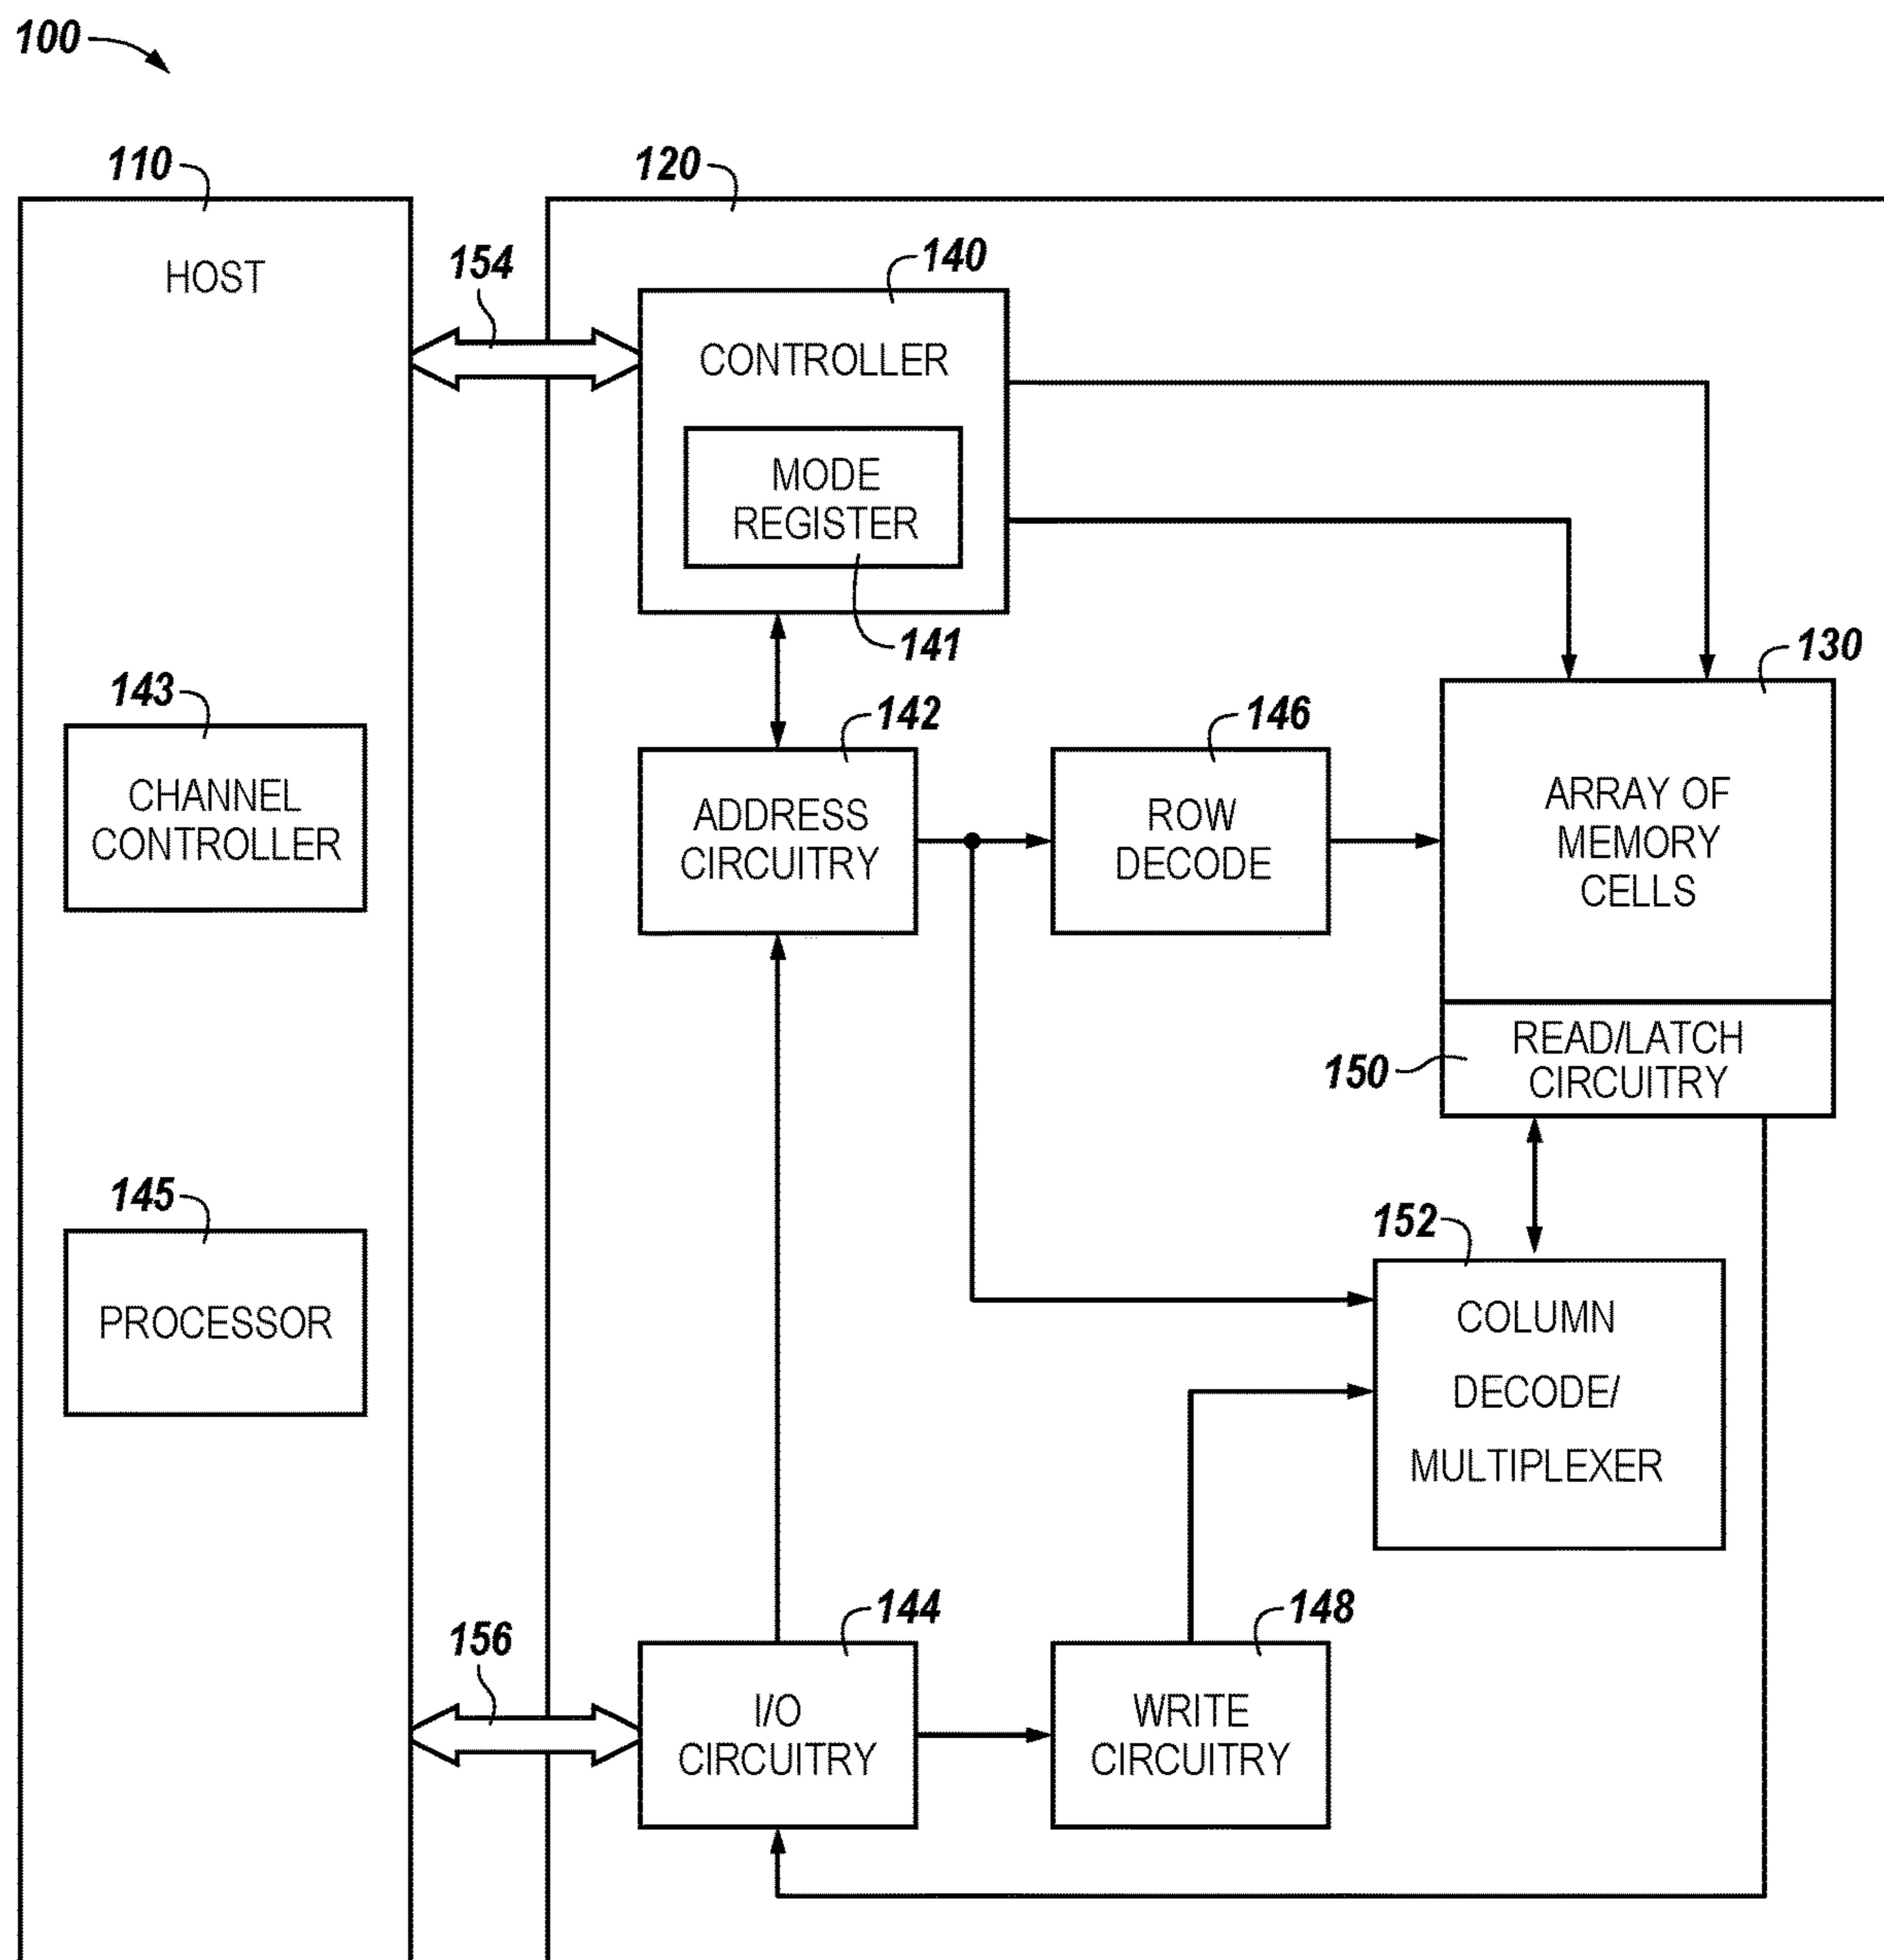 100
110
120
HOST
154
140
CONTROLLER
MODE
REGISTER
141
130
143
142
146
CHANNEL
CONTROLLER
ADDRESS
CIRCUITRY
ROW
DECODE
ARRAY OF
MEMORY
CELLS
READ/LATCH
CIRCUITRY
150
145
152
PROCESSOR
COLUMN
DECODE/
MULTIPLEXER
156
144
148
I/O
CIRCUITRY
WRITE
CIRCUITRY